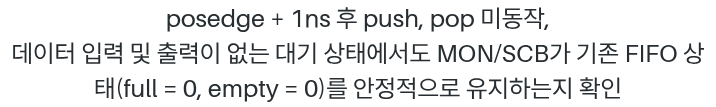 posedge + 1ns 후 push, pop 미동작,
데이터 입력 및 출력이 없는 대기 상태에서도 MON/SCB가 기존 FIFO 상
태(full = 0, empty = 0)를 안정적으로 유지하는지 확인